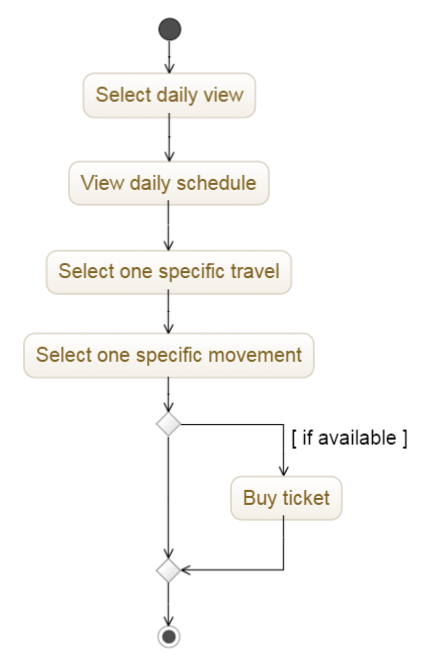 Select daily view
View daily schedule
Select one specific travel
Select one specific movement
[ if available ]
Buy ticket